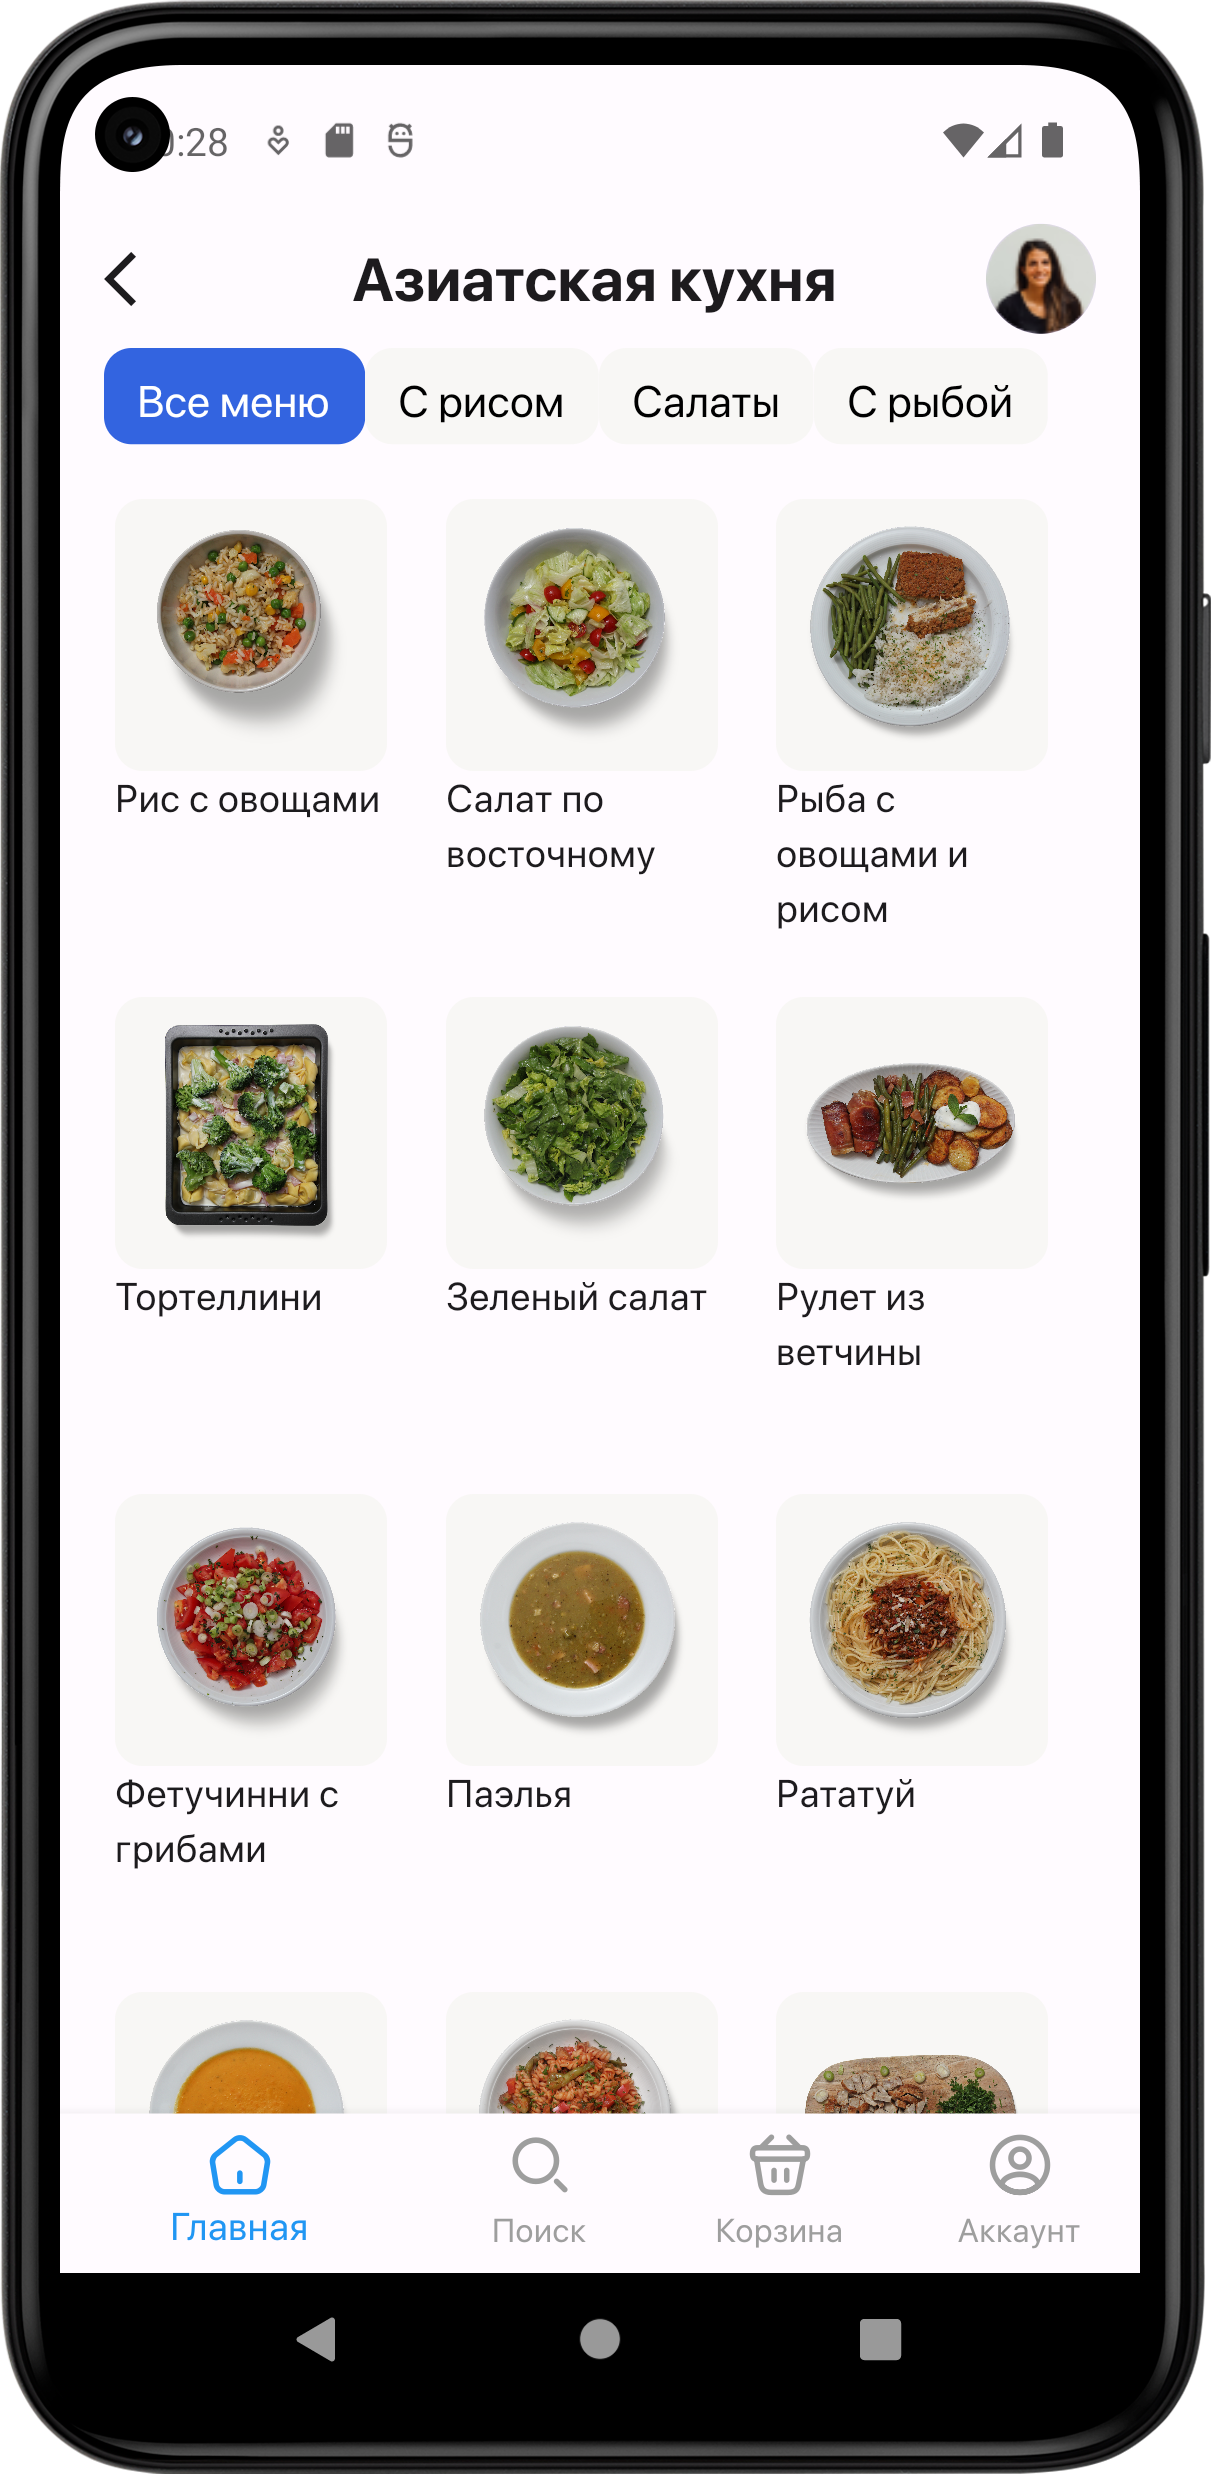 :28
Азиатская кухня
Все меню
С рисом
Салаты
С рыбой
Рис с овощами
Салат по
восточному
Рыба с
овощами и
рисом
Тортеллини
Зеленый салат
Рулет из
ветчины
Фетучинни с
грибами
Паэлья
Рататуй
Главная
Поиск
Корзина
Аккаунт